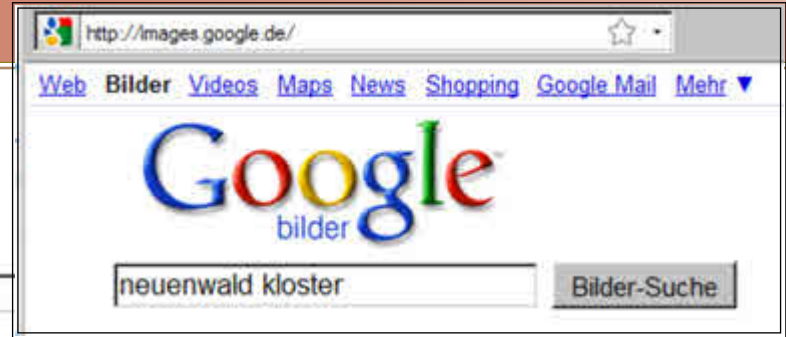 http://images.google.de/
Web Bilder Videos Maps News Shopping Google Mail Mehr ▼
Google
bilder
neuenwald kloster Bilder-Suche